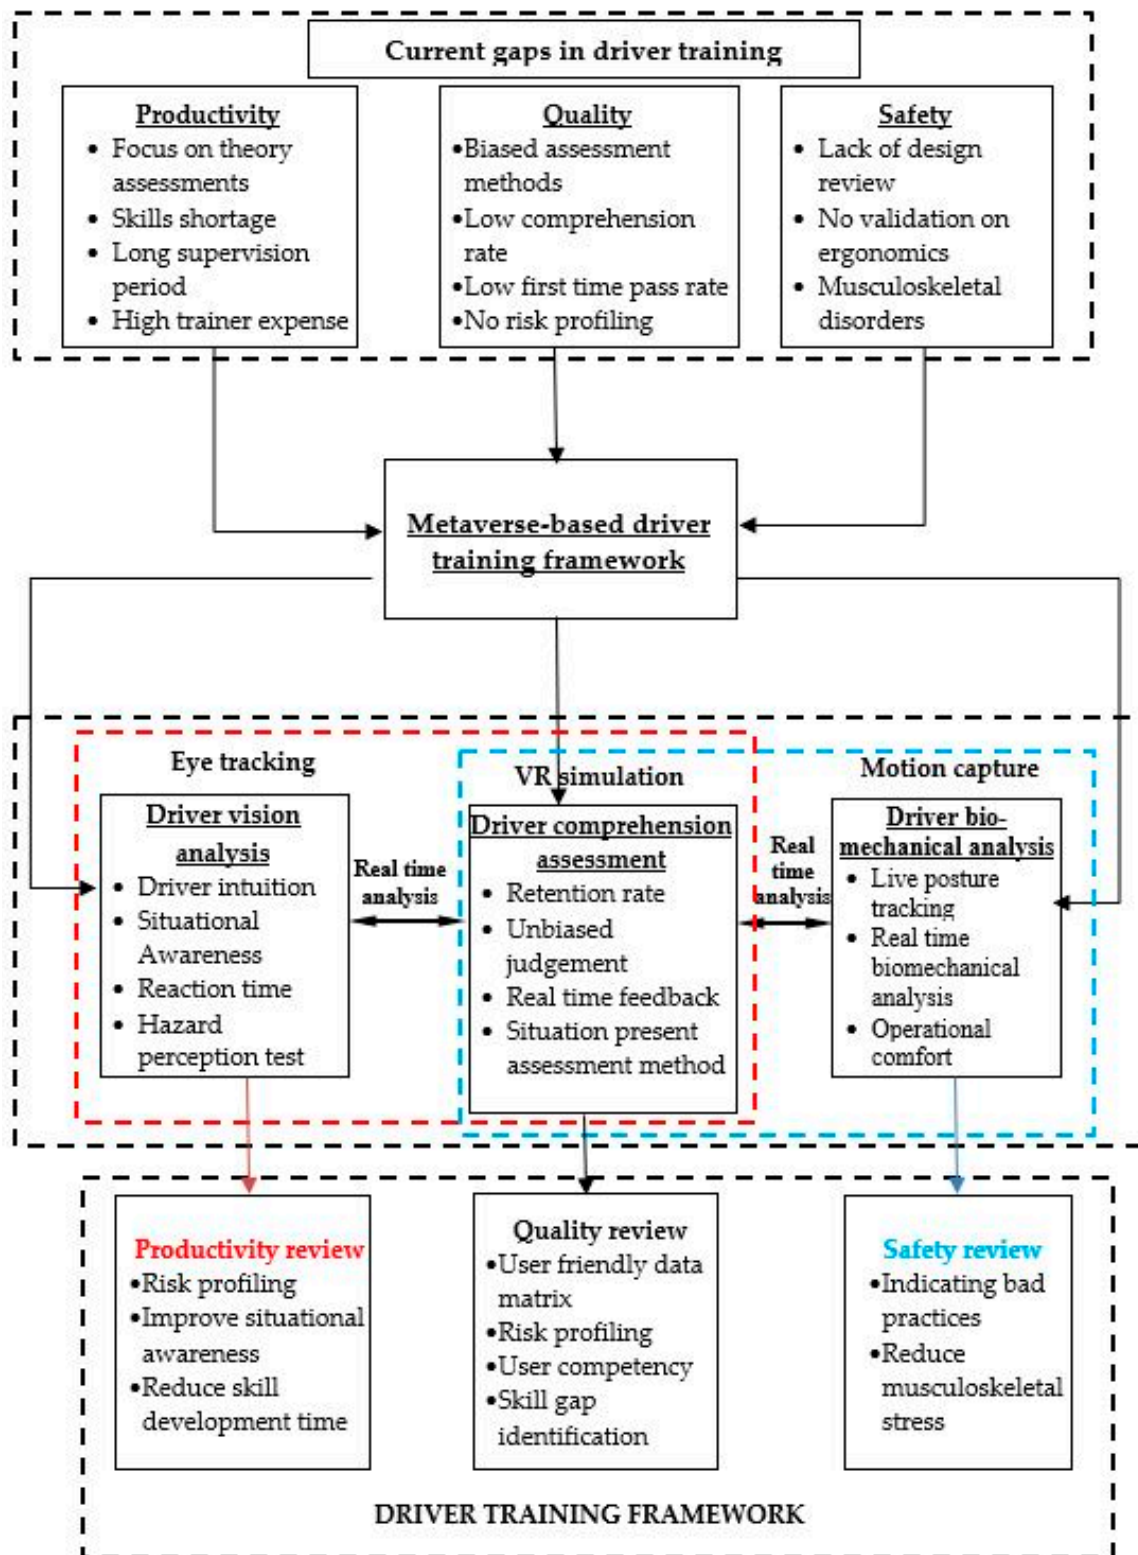 Current gaps in driver training
Productivity
• Focus on theory
assessments
• Skills shortage
• Long supervision
period
• High trainer expense
Quality
•Biased assessment
methods
•Low comprehension
rate
•Low first time pass rate
•No risk profiling
Safety
• Lack of design
review
• No validation on
ergonomics
• Musculoskeletal
disorders
Metaverse-based driver
training framework
Eye tracking
Driver vision
analysis
• Driver intuition
• Situational
Awareness
• Reaction time
• Hazard
perception test
Real time
analysis
VR simulation
Driver comprehension
assessment
• Retention rate
• Unbiased
judgement
• Real time feedback
• Situation present
assessment method
Real
time
analysis
Motion capture
Driver bio-
mechanical analysis
• Live posture
tracking
• Real time
biomechanical
analysis
• Operational
comfort
Productivity review
•Risk profiling
•Improve situational
awareness
•Reduce skill
development time
Quality review
•User friendly data
matrix
•Risk profiling
•User competency
•Skill gap
identification
Safety review
•Indicating bad
practices
•Reduce
musculoskeletal
stress
DRIVER TRAINING FRAMEWORK